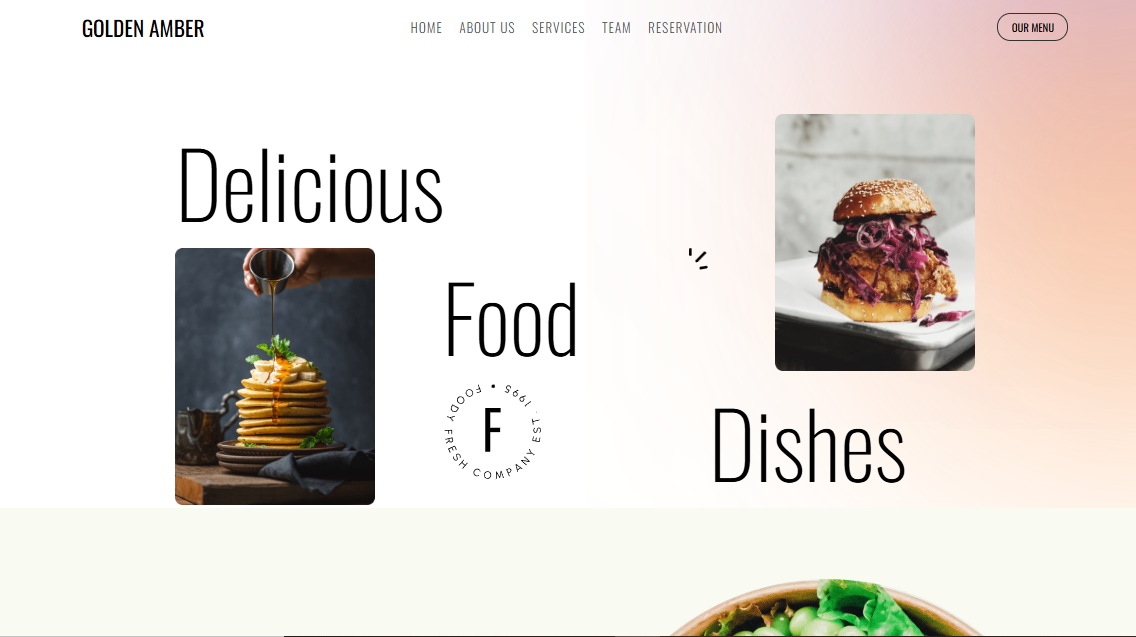 GOLDEN AMBER
HOME
ABOUT US
SERVICES
TEAM
RESERVATION
OUR MENU
Delicious
Food
FOODY FRESH COMPANY EST. 1995 •
F
Dishes